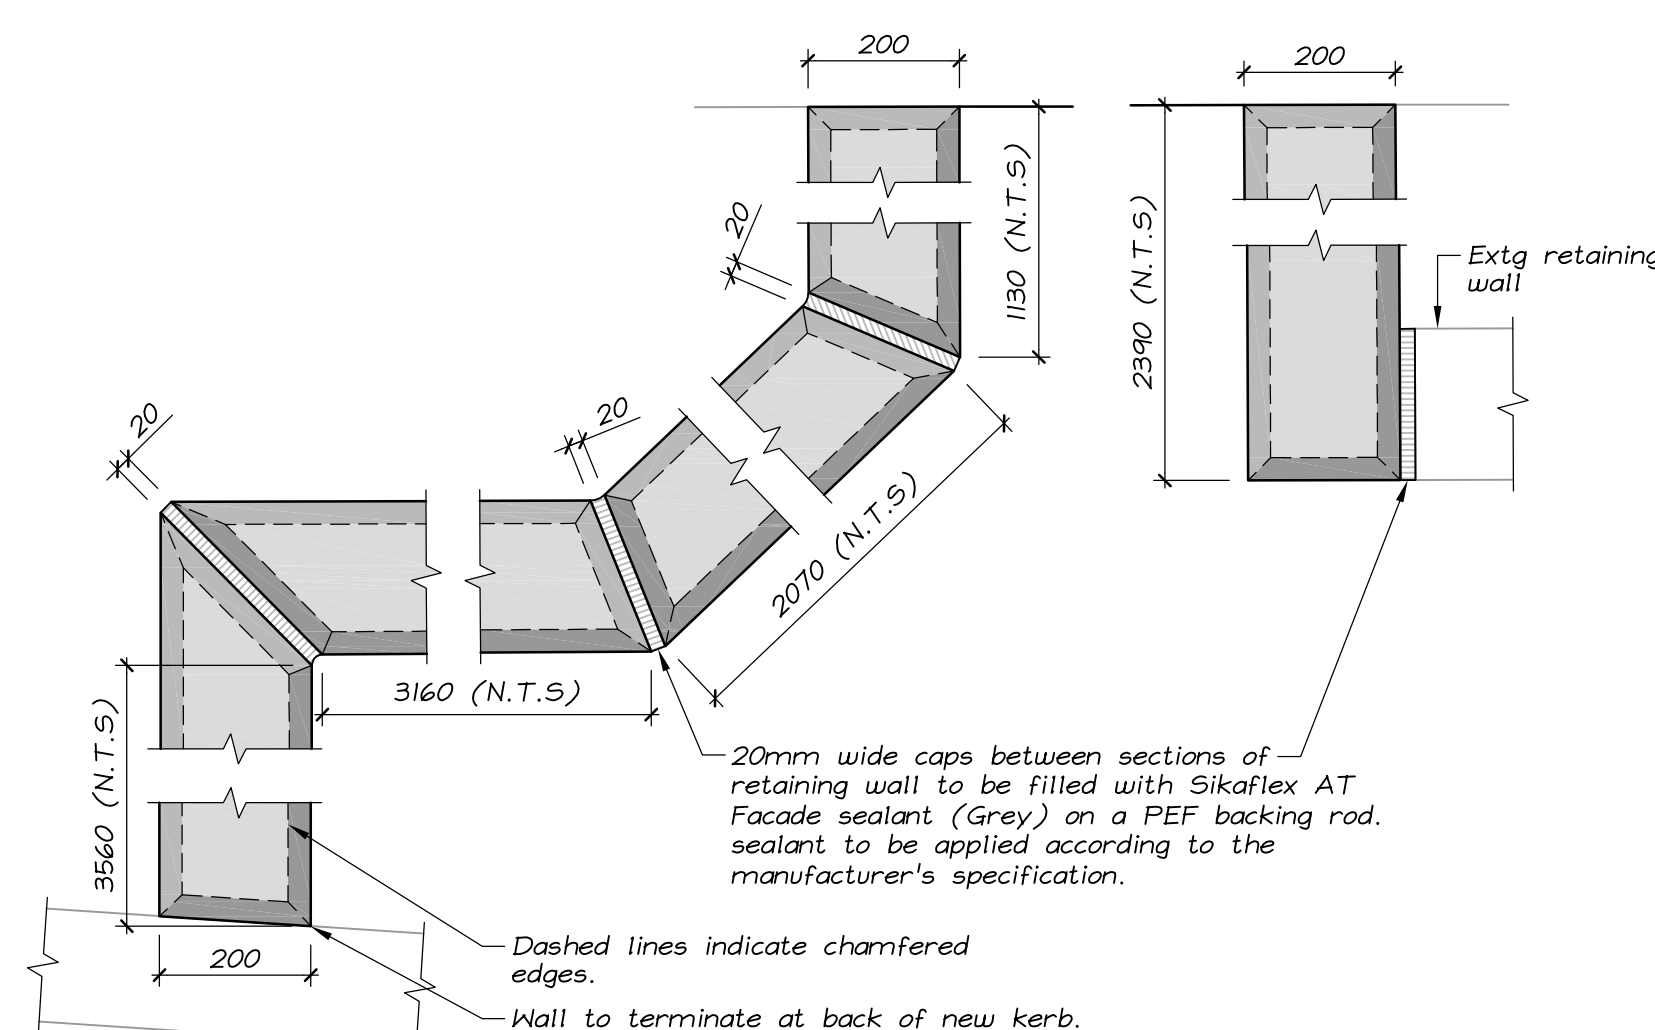 200
200
1130 (N.T.S)
2390 (N.T.S)
20
Extg retaining
wall
20
20
2070 (N.T.S)
3160 (N.T.S)
3560 (N.T.S)
20mm wide caps between sections of
retaining wall to be filled with Sikaflex AT
Facade sealant (Grey) on a PEF backing rod.
sealant to be applied according to the
manufacturer's specification.
Dashed lines indicate chamfered
edges.
200
Wall to terminate at back of new kerb.